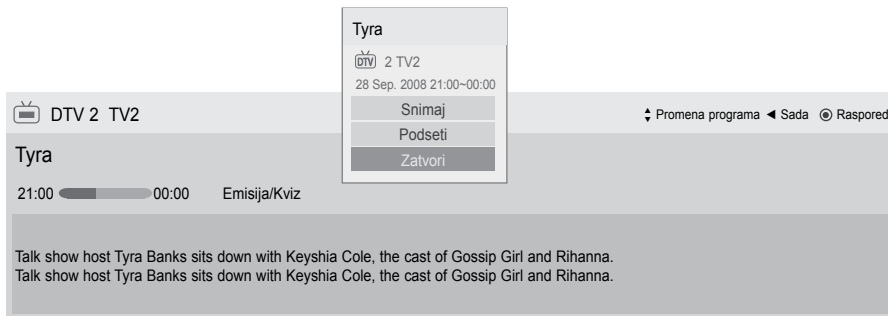 Tyra
DTV 2 TV2
28 Sep. 2008 21:00~00:00
Snimaj
Podseti
Zatvori
DTV 2 TV2
Promena programa ◄ Sada ◉ Raspored
Tyra
21:00 00:00 Emisija/Kviz
Talk show host Tyra Banks sits down with Keyshia Cole, the cast of Gossip Girl and Rihanna.
Talk show host Tyra Banks sits down with Keyshia Cole, the cast of Gossip Girl and Rihanna.